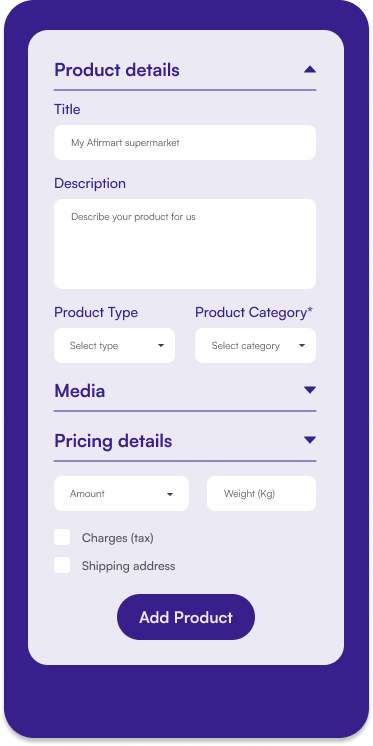 Product details
Title
My Afirmart supermarket
Description
Describe your product for us
Product Type Product Category*
Select type Select category
Media
Pricing details
Amount Weight (Kg)
Charges (tax)
Shipping address
Add Product